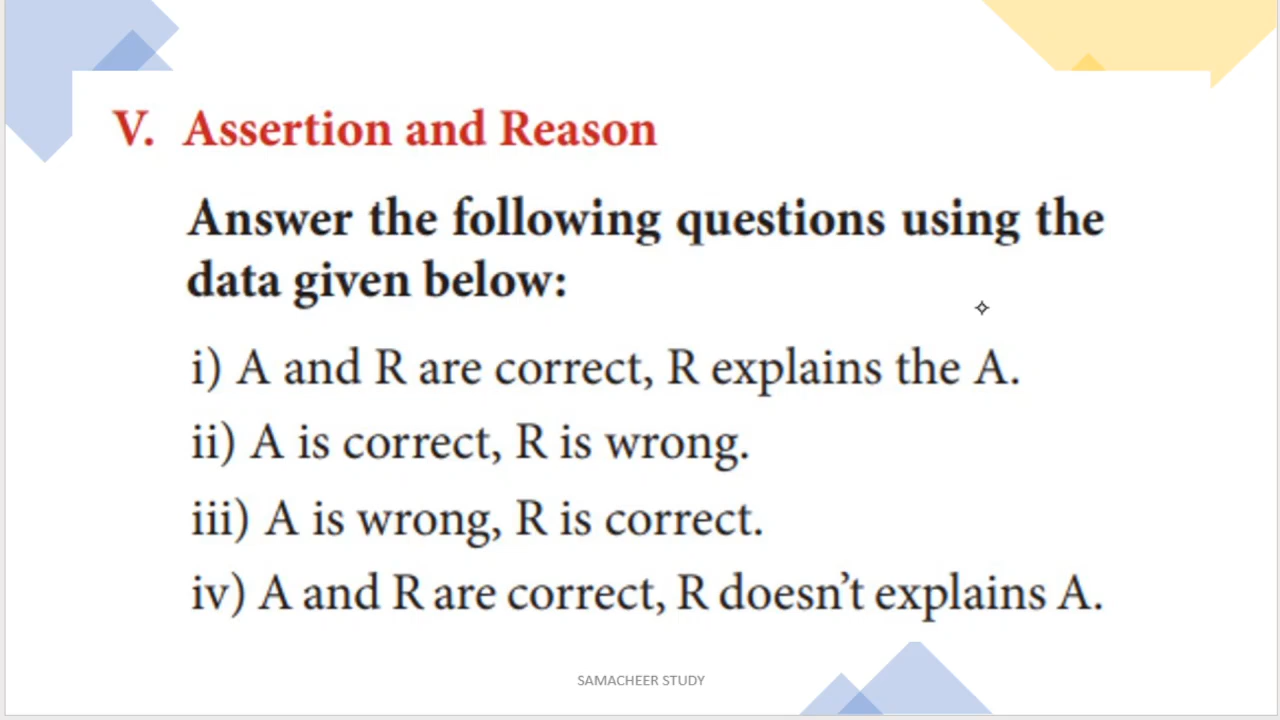 V. Assertion and Reason
Answer the following questions using the
data given below:
i) A and R are correct, R explains the A.
ii) A is correct, R is wrong.
iii) A is wrong, R is correct.
iv) A and R are correct, R doesn’t explains A.
SAMACHEER STUDY